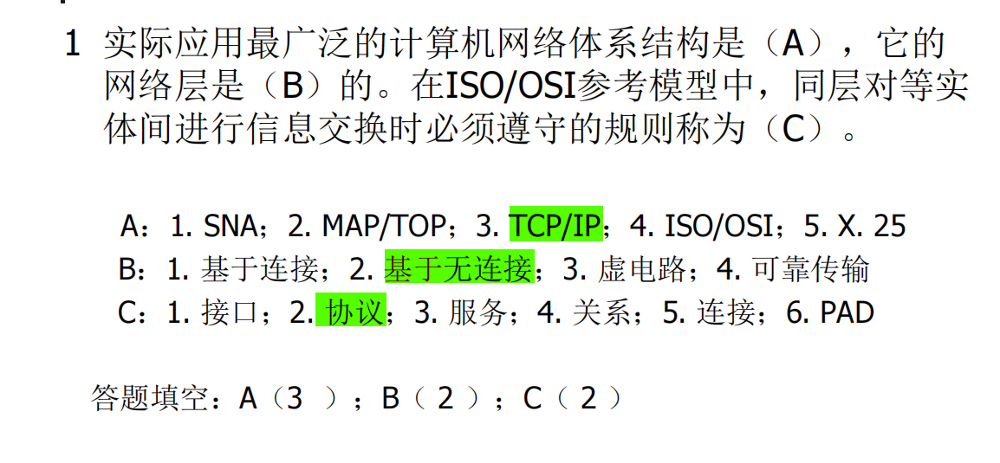 1 实际应用最广泛的计算机网络体系结构是（A），它的
网络层是（B）的。在ISO/OSI参考模型中，同层对等实
体间进行信息交换时必须遵守的规则称为（C）。
A：1. SNA；2. MAP/TOP；3. TCP/IP；4. ISO/OSI；5. X. 25
B：1. 基于连接；2. 基于无连接；3. 虚电路；4. 可靠传输
C：1. 接口；2. 协议；3. 服务；4. 关系；5. 连接；6. PAD
答题填空：A（3 ）；B（ 2 ）；C（ 2 ）